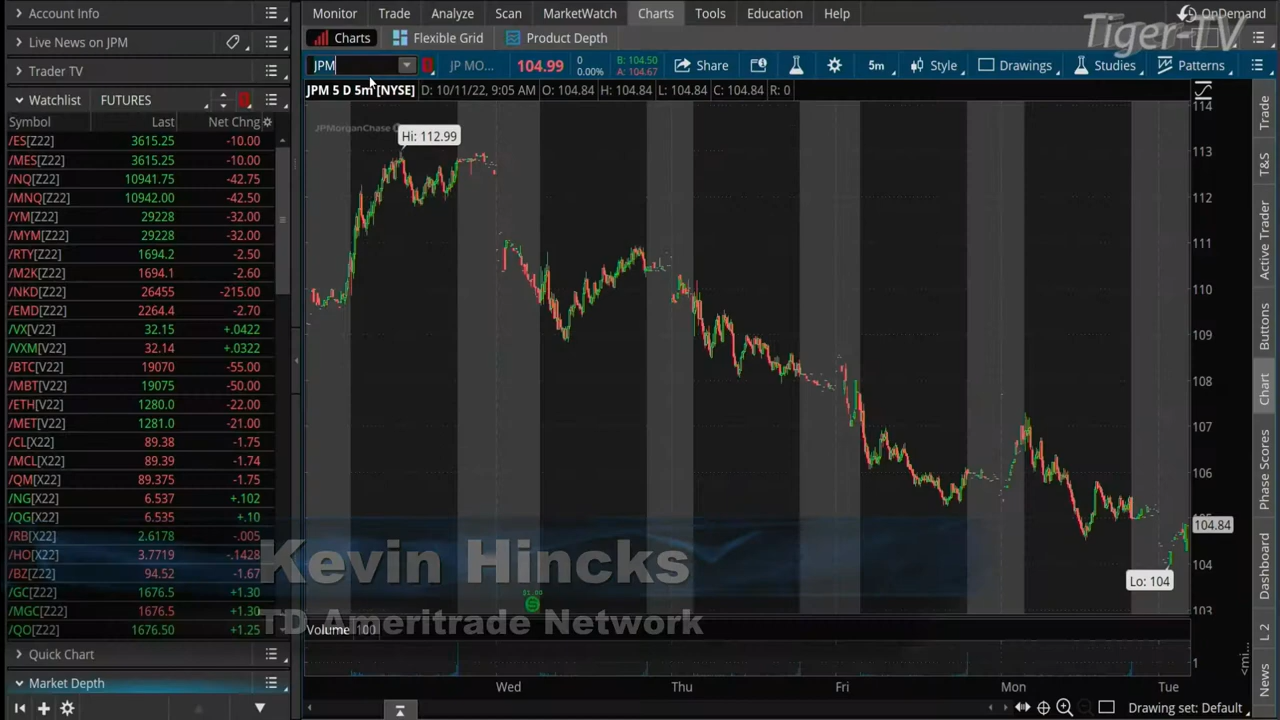 Account Info
Live News on JPM
Trader TV
Watchlist FUTURES
Symbol Last Net Chng
/ES[Z22] 3615.25 -10.00
/MES[Z22] 3615.25 -10.00
/NQ[Z22] 10941.75 -42.75
/MNQ[Z22] 10942.00 -42.50
/YM[Z22] 29228 -32.00
/MYM[Z22] 29228 -32.00
/RTY[Z22] 1694.2 -2.50
/M2K[Z22] 1694.1 -2.60
/NKD[Z22] 26455 -215.00
/EMD[Z22] 2264.4 -2.70
/VX[V22] 32.15 +.0422
/VXM[V22] 32.14 +.0322
/BTC[V22] 19070 -55.00
/MBT[V22] 19075 -50.00
/ETH[V22] 1280.0 -22.00
/MET[V22] 1281.0 -21.00
/CL[X22] 89.38 -1.75
/MCL[X22] 89.39 -1.74
/QM[X22] 89.375 -1.75
/NG[X22] 6.537 +.102
/QG[X22] 6.535 +.10
/RB[X22] 2.6178 -.005
/HO[X22] 3.7719 -.1428
/BZ[Z22] 94.52 -1.67
/GC[Z22] 1676.5 +1.30
/MGC[Z22] 1676.5 +1.30
/QO[Z22] 1676.50 +1.25
Quick Chart
Market Depth
Monitor Trade Analyze Scan MarketWatch Charts Tools Education Help
OnDemand
Tiger-TV
Charts Flexible Grid Product Depth
JPM JP MO... 104.99 0 0.00% B: 104.50 A: 104.67 Share 5m Style Drawings Studies Patterns
JPM 5 D 5m [NYSE] D: 10/11/22, 9:05 AM O: 104.84 H: 104.84 L: 104.84 C: 104.84 R: 0
JPMorganChase
Hi: 112.99
114
113
112
111
110
109
108
107
106
105
104.84
104
103
Lo: 104
$1.00
Kevin Hincks
TD Ameritrade Network
Volume 100
1
Wed Thu Fri Mon Tue
Drawing set: Default
Trade
T&S
Active Trader
Buttons
Chart
Phase Scores
Dashboard
L 2
News